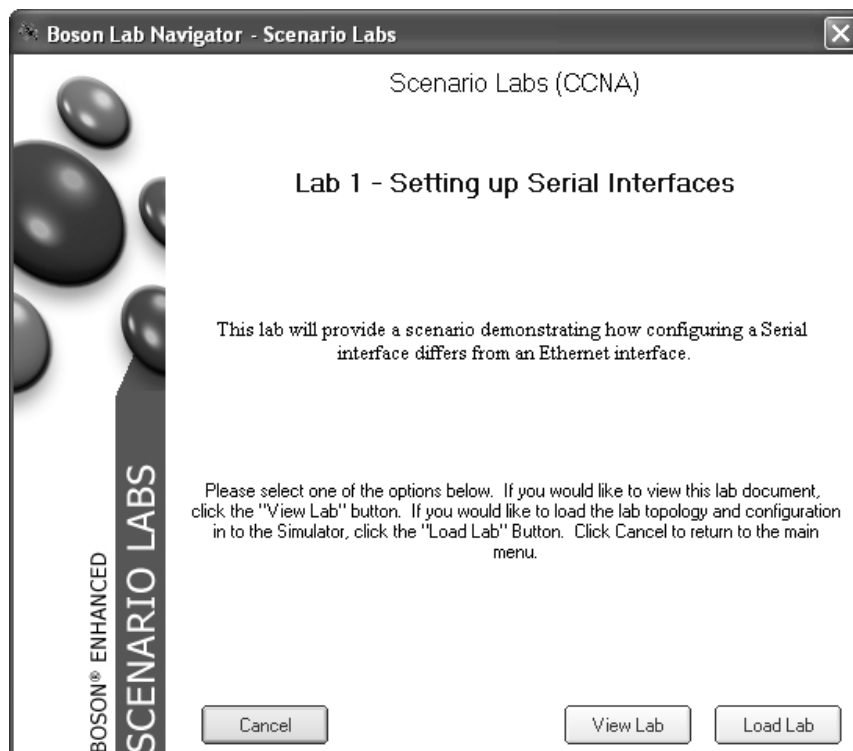 Boson Lab Navigator - Scenario Labs
Scenario Labs (CCNA)
Lab 1 - Setting up Serial Interfaces
This lab will provide a scenario demonstrating how configuring a Serial
interface differs from an Ethernet interface.
Please select one of the options below. If you would like to view this lab document,
click the "View Lab" button. If you would like to load the lab topology and configuration
in to the Simulator, click the "Load Lab" Button. Click Cancel to return to the main
menu.
BOSON® ENHANCED
SCENARIO LABS
Cancel
View Lab
Load Lab